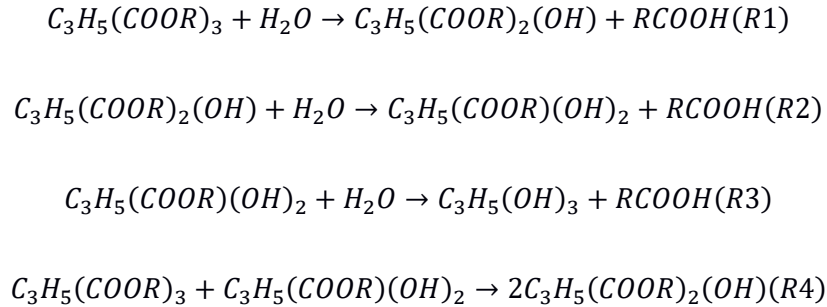 C₃H₅(COOR)₃ + H₂O → C₃H₅(COOR)₂(OH) + RCOOH(R1)
C₃H₅(COOR)₂(OH) + H₂O → C₃H₅(COOR)(OH)₂ + RCOOH(R2)
C₃H₅(COOR)(OH)₂ + H₂O → C₃H₅(OH)₃ + RCOOH(R3)
C₃H₅(COOR)₃ + C₃H₅(COOR)(OH)₂ → 2C₃H₅(COOR)₂(OH)(R4)